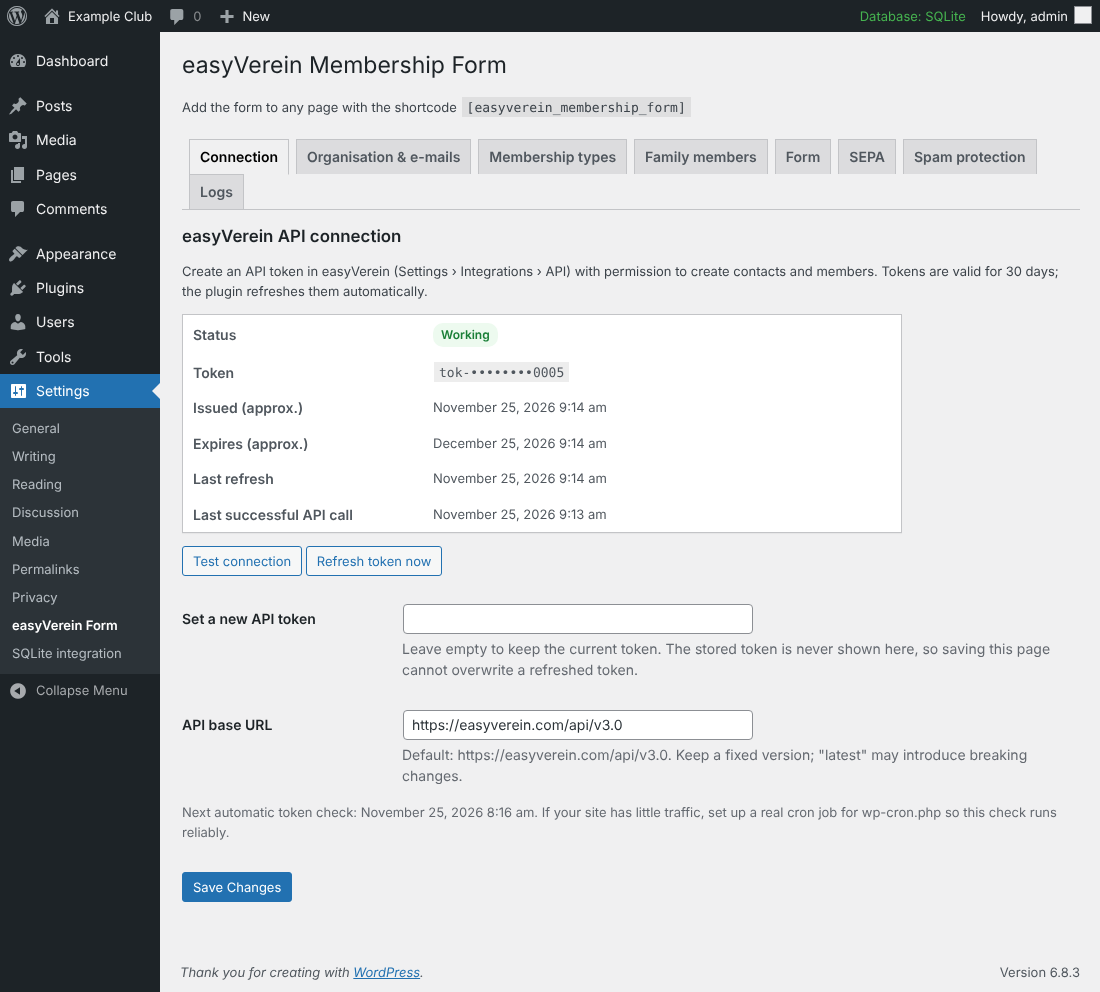 Example Club 0 New Database: SQLite Howdy, admin
Dashboard
Posts
Media
Pages
Comments
Appearance
Plugins
Users
Tools
Settings
General
Writing
Reading
Discussion
Media
Permalinks
Privacy
easyVerein Form
SQLite integration
Collapse Menu
easyVerein Membership Form
Add the form to any page with the shortcode [easyverein_membership_form]
Connection Organisation & e-mails Membership types Family members Form SEPA Spam protection
Logs
easyVerein API connection
Create an API token in easyVerein (Settings › Integrations › API) with permission to create contacts and members. Tokens are valid for 30 days;
the plugin refreshes them automatically.
Status Working
Token tok-••••••••0005
Issued (approx.) November 25, 2026 9:14 am
Expires (approx.) December 25, 2026 9:14 am
Last refresh November 25, 2026 9:14 am
Last successful API call November 25, 2026 9:13 am
Test connection Refresh token now
Set a new API token
Leave empty to keep the current token. The stored token is never shown here, so saving this page
cannot overwrite a refreshed token.
API base URL https://easyverein.com/api/v3.0
Default: https://easyverein.com/api/v3.0. Keep a fixed version; "latest" may introduce breaking
changes.
Next automatic token check: November 25, 2026 8:16 am. If your site has little traffic, set up a real cron job for wp-cron.php so this check runs
reliably.
Save Changes
Thank you for creating with WordPress. Version 6.8.3